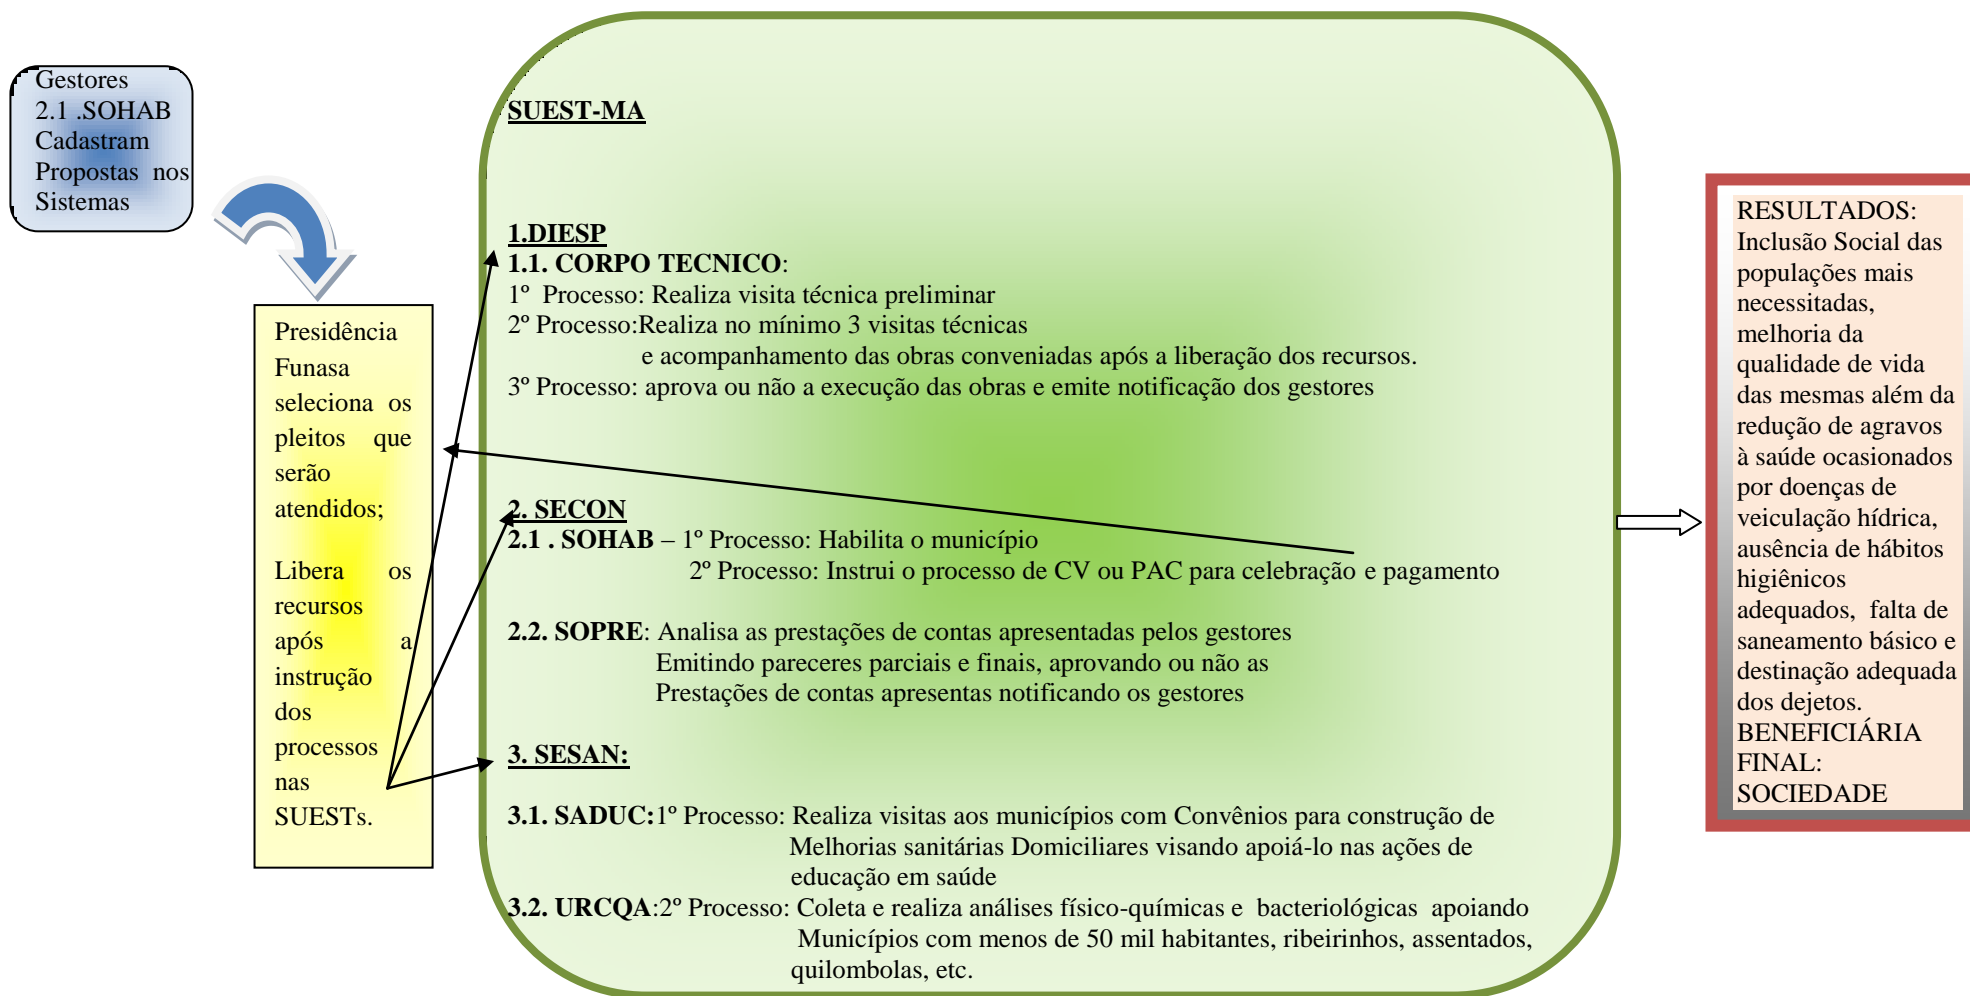 Gestores
2.1 .SOHAB
Cadastram
Propostas nos
Sistemas
Presidência
Funasa
seleciona os
pleitos que
serão
atendidos;
Libera os
recursos
após a
instrução
dos
processos
nas
SUESTs.
SUEST-MA
1.DIESP
1.1. CORPO TECNICO:
1º Processo: Realiza visita técnica preliminar
2º Processo:Realiza no mínimo 3 visitas técnicas
e acompanhamento das obras conveniadas após a liberação dos recursos.
3º Processo: aprova ou não a execução das obras e emite notificação dos gestores
2. SECON
2.1 . SOHAB – 1º Processo: Habilita o município
2º Processo: Instrui o processo de CV ou PAC para celebração e pagamento
2.2. SOPRE: Analisa as prestações de contas apresentadas pelos gestores
Emitindo pareceres parciais e finais, aprovando ou não as
Prestações de contas apresentas notificando os gestores
3. SESAN:
3.1. SADUC:1º Processo: Realiza visitas aos municípios com Convênios para construção de
Melhorias sanitárias Domiciliares visando apoiá-lo nas ações de
educação em saúde
3.2. URCQA:2º Processo: Coleta e realiza análises físico-químicas e bacteriológicas apoiando
Municípios com menos de 50 mil habitantes, ribeirinhos, assentados,
quilombolas, etc.
RESULTADOS:
Inclusão Social das
populações mais
necessitadas,
melhoria da
qualidade de vida
das mesmas além da
redução de agravos
à saúde ocasionados
por doenças de
veiculação hídrica,
ausência de hábitos
higiênicos
adequados, falta de
saneamento básico e
destinação adequada
dos dejetos.
BENEFICIÁRIA
FINAL:
SOCIEDADE